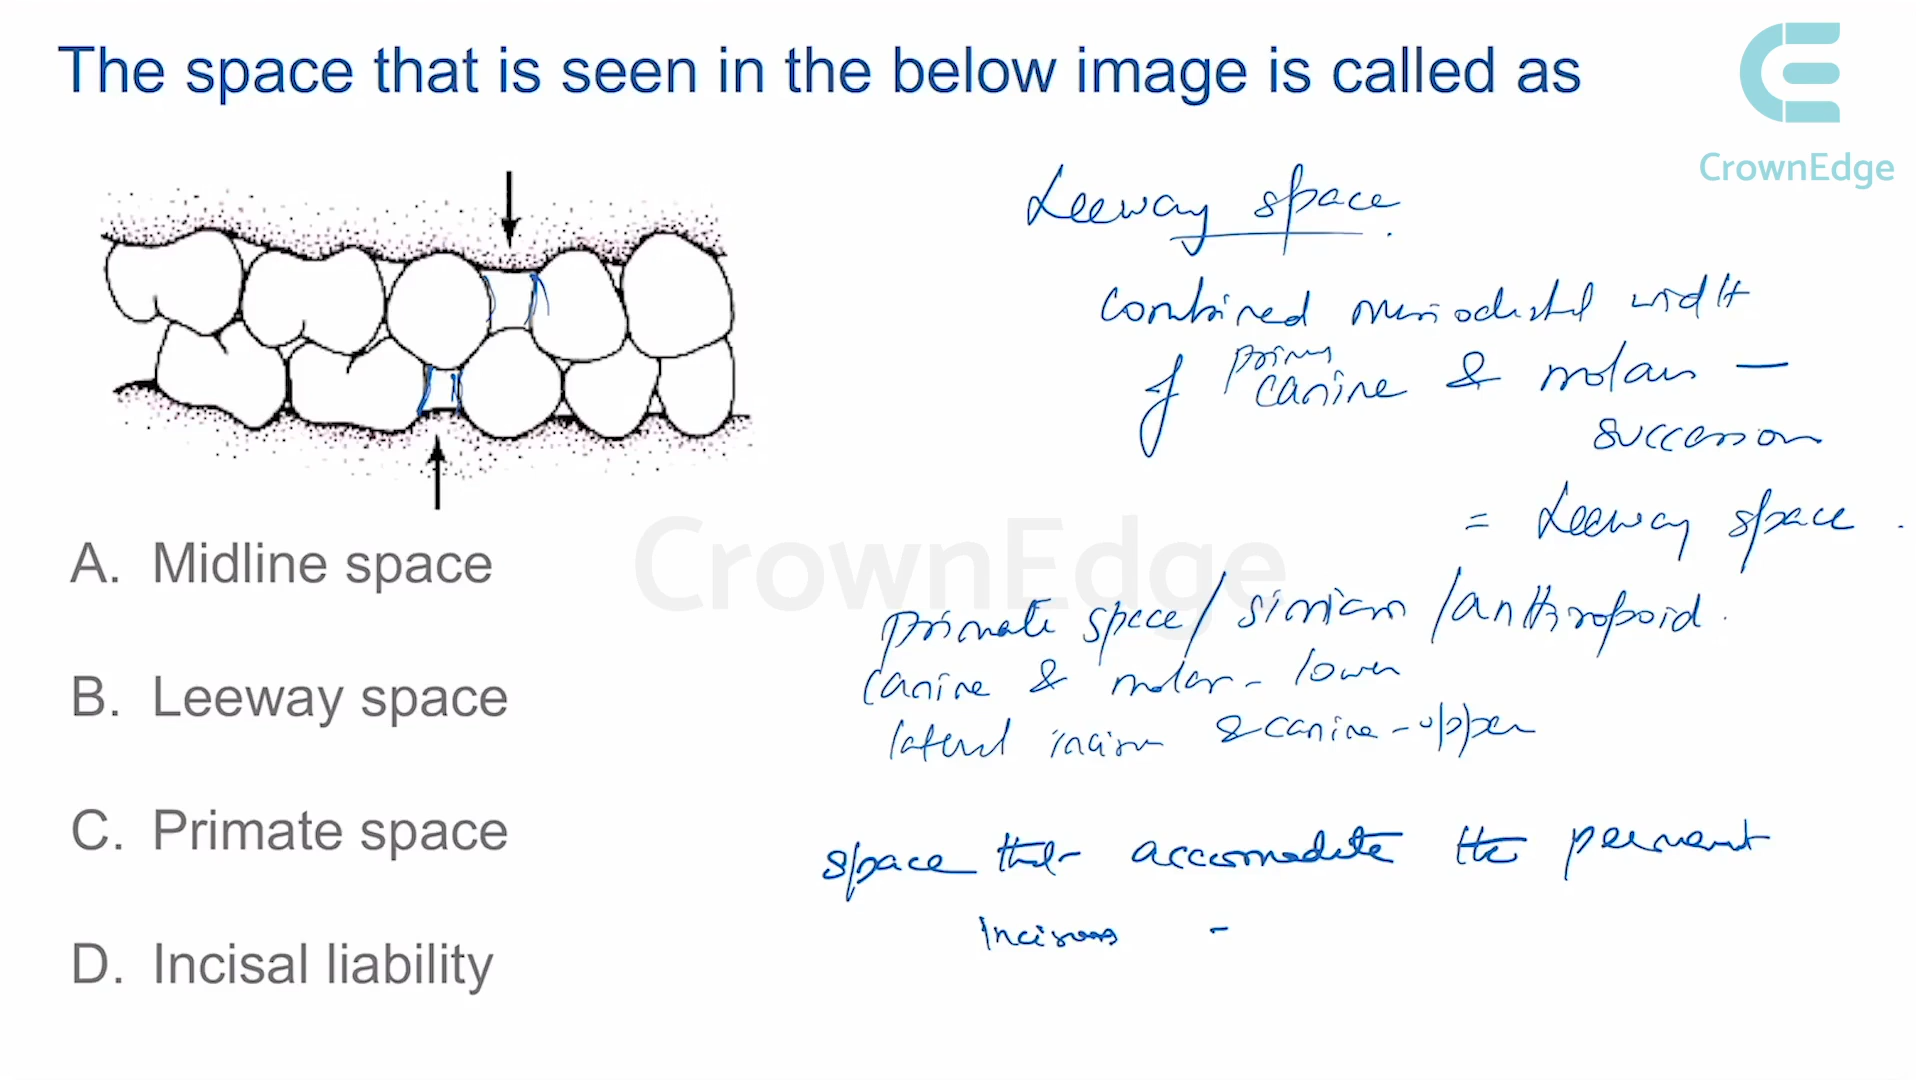 The space that is seen in the below image is called as
CrownEdge
Leeway space.
Combined mesiodistal width
of primary canine & molars –
succession
= Leeway space.
CrownEdge
primate space/ simian /anthropoid.
canine & molar - lower
lateral incisor & canine - upper
space that accomodate the permanent
Incisors -
A. Midline space
B. Leeway space
C. Primate space
D. Incisal liability